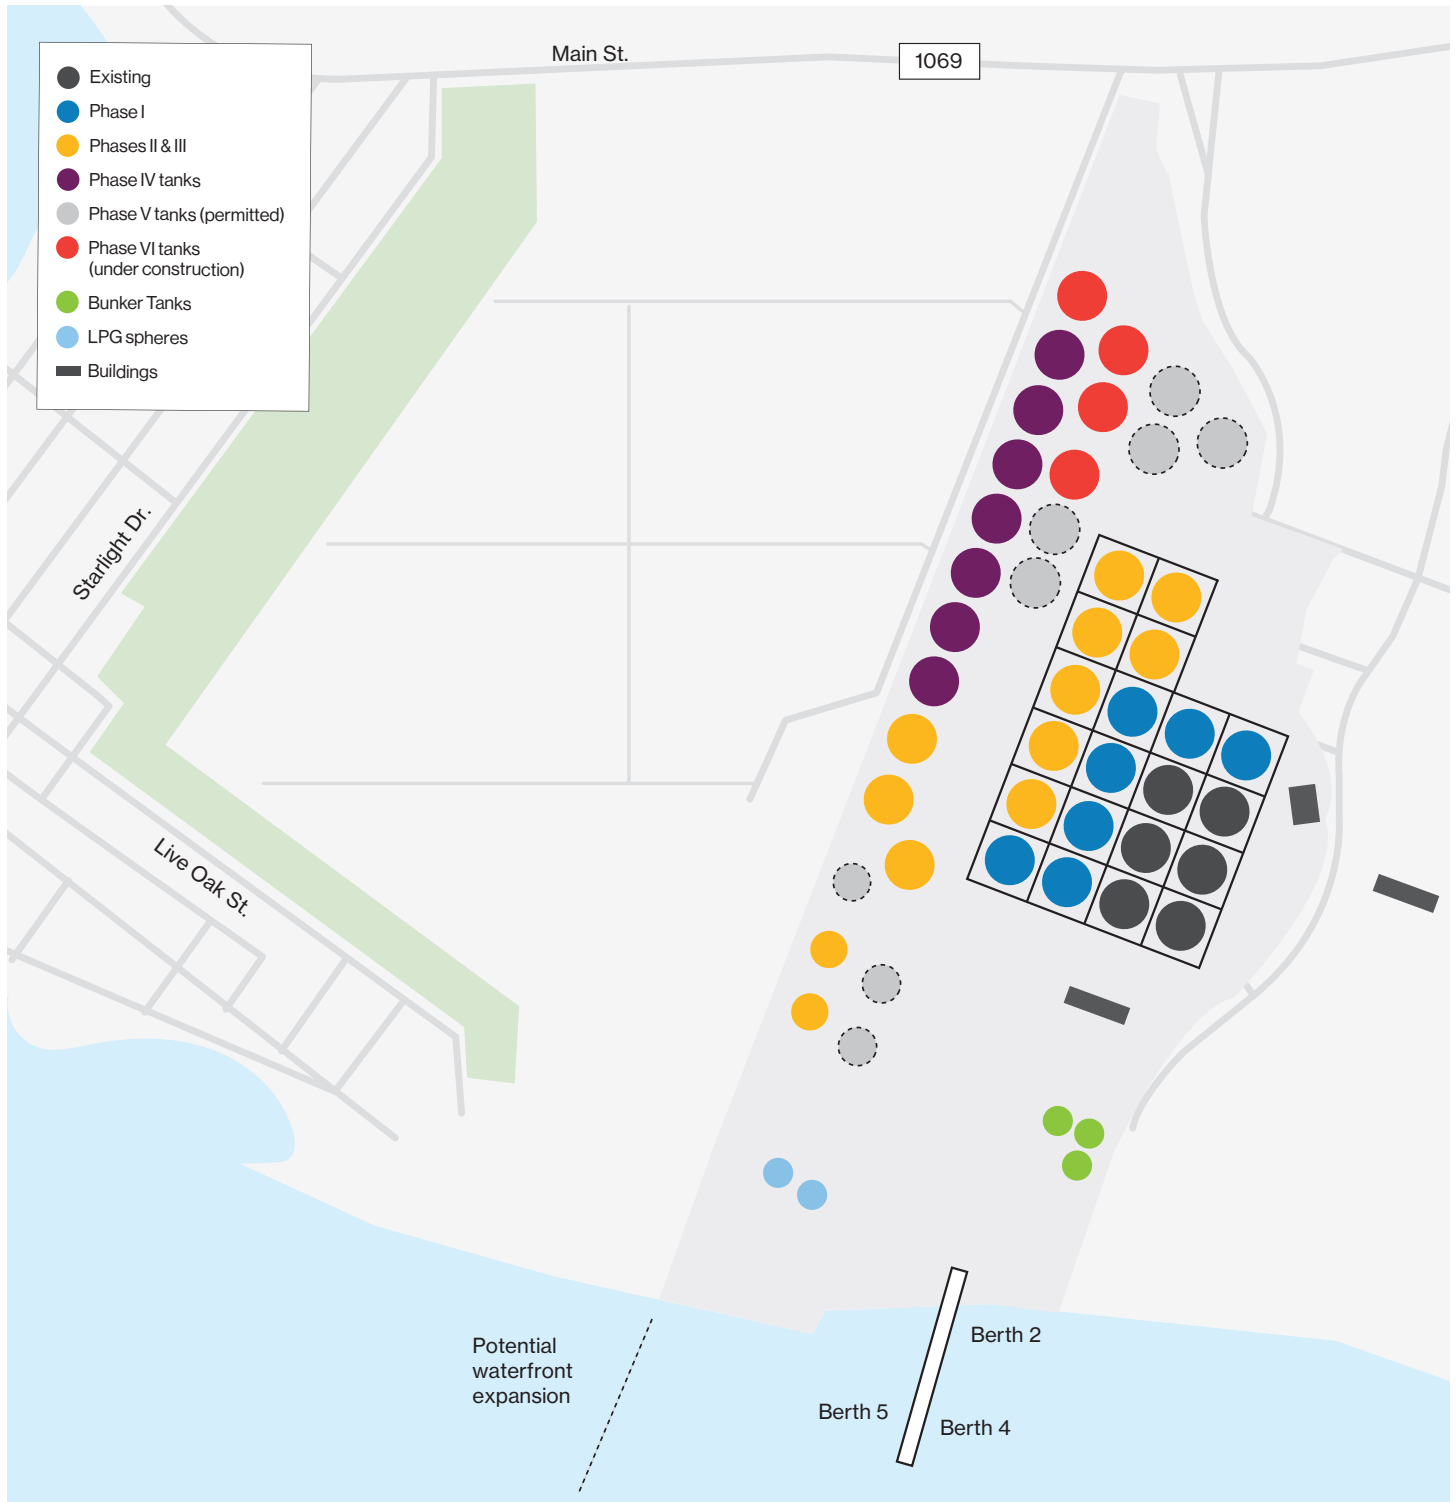 Main St.
1069
Existing
Phase I
Phases II & III
Phase IV tanks
Phase V tanks (permitted)
Phase VI tanks
(under construction)
Bunker Tanks
LPG spheres
Buildings
Starlight Dr.
Live Oak St.
Potential
waterfront
expansion
Berth 2
Berth 5
Berth 4